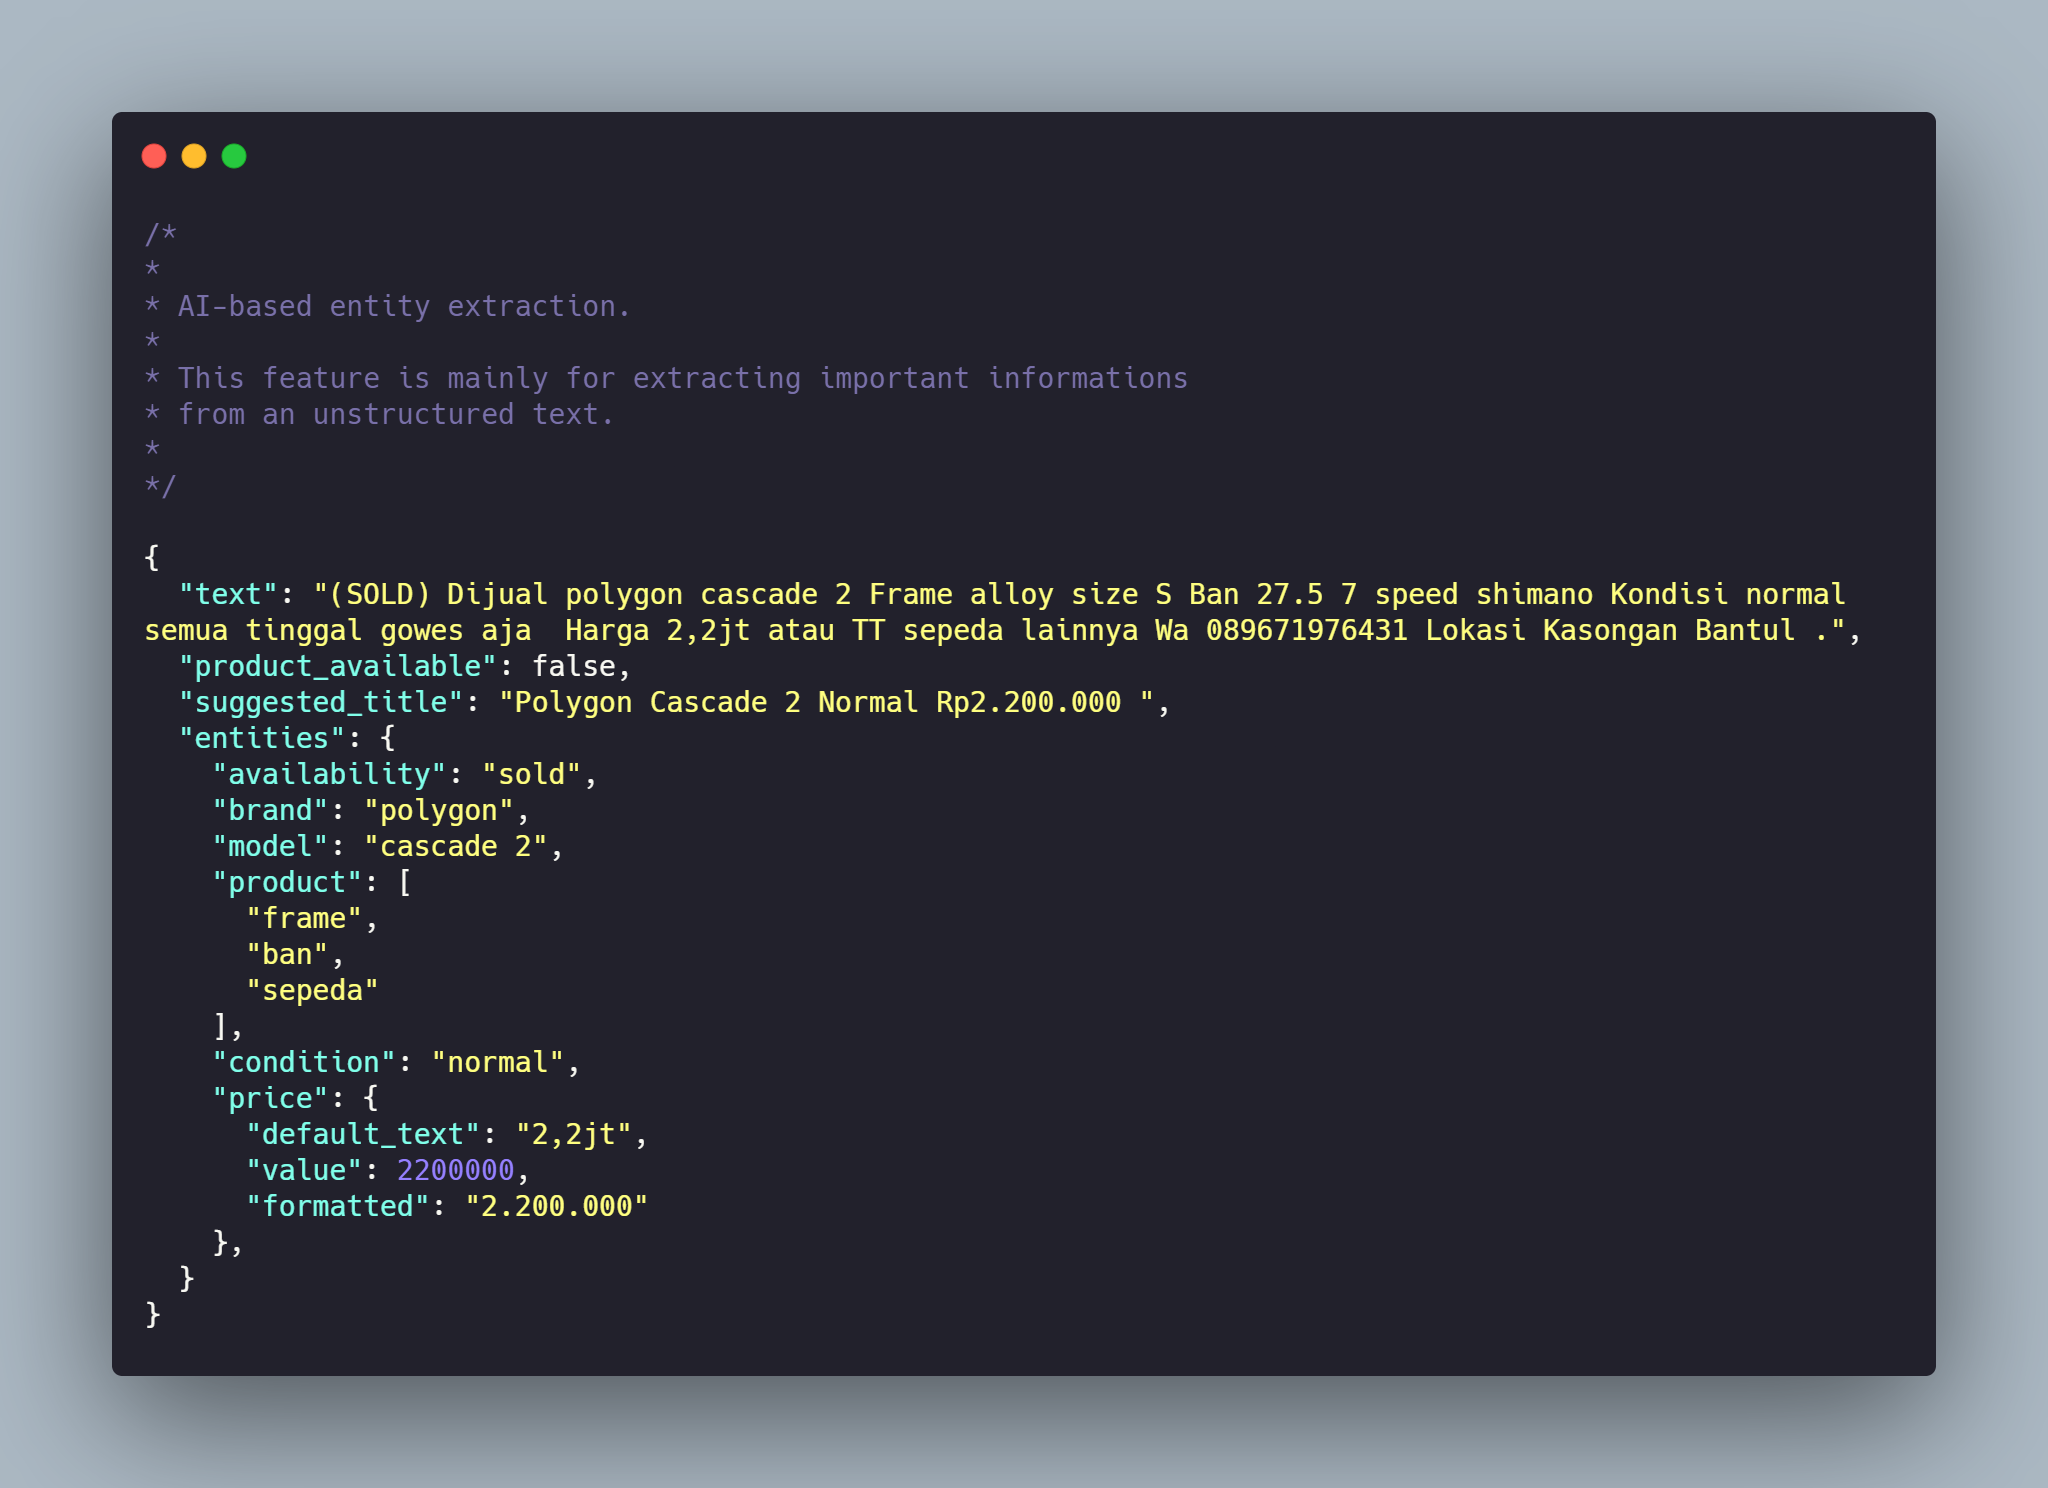 /*
*
* AI-based entity extraction.
*
* This feature is mainly for extracting important informations
* from an unstructured text.
*
*/
{
  "text": "(SOLD) Dijual polygon cascade 2 Frame alloy size S Ban 27.5 7 speed shimano Kondisi normal
semua tinggal gowes aja  Harga 2,2jt atau TT sepeda lainnya Wa 089671976431 Lokasi Kasongan Bantul .",
  "product_available": false,
  "suggested_title": "Polygon Cascade 2 Normal Rp2.200.000 ",
  "entities": {
    "availability": "sold",
    "brand": "polygon",
    "model": "cascade 2",
    "product": [
      "frame",
      "ban",
      "sepeda"
    ],
    "condition": "normal",
    "price": {
      "default_text": "2,2jt",
      "value": 2200000,
      "formatted": "2.200.000"
    },
  }
}